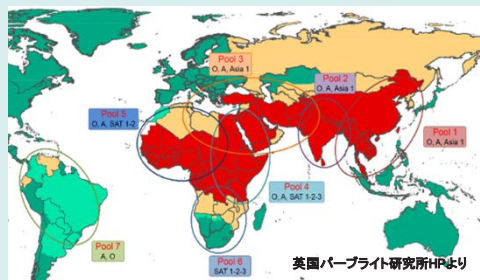 Pool 3
O, A, Asia 1
Pool 2
O, A, Asia 1
Pool 5
O, A, SAT 1-2
Pool 1
O, A, Asia 1
Pool 4
O, A, SAT 1-2-3
Pool 7
A, O
Pool 6
SAT 1-2-3
英国パーブライト研究所HPより